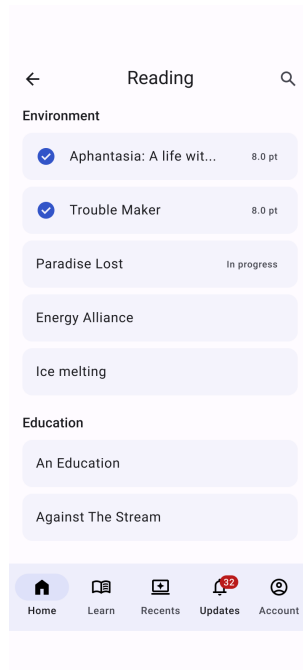 Reading
Environment
Aphantasia: A life wit... 8.0 pt
Trouble Maker 8.0 pt
Paradise Lost In progress
Energy Alliance
Ice melting
Education
An Education
Against The Stream
32
Home Learn Recents Updates Account